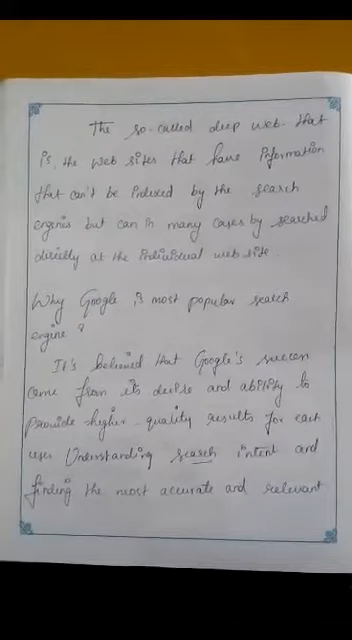 The so-called deep web. that
is, the web sites that have Information
that can't be Indexed by the search
engines but can in many cases by searched
directly at the Individual web site
Why Google is most popular search
engine?
It's believed that Google's success
came from its desire and ability to
Provide higher-quality results for each
user Understanding search intent and
finding the most accurate and relevant